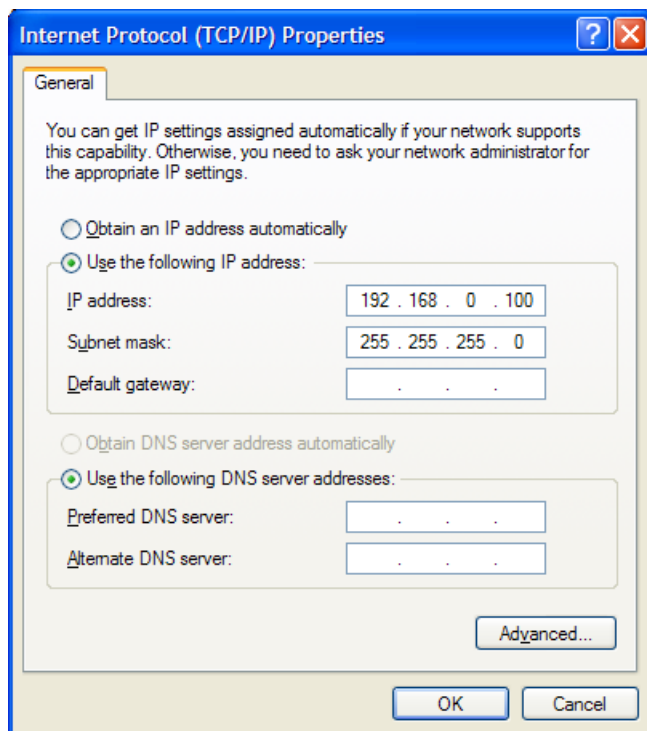 Internet Protocol (TCP/IP) Properties
General
You can get IP settings assigned automatically if your network supports
this capability. Otherwise, you need to ask your network administrator for
the appropriate IP settings.
Obtain an IP address automatically
Use the following IP address:
IP address: 192 . 168 . 0 . 100
Subnet mask: 255 . 255 . 255 . 0
Default gateway: . . .
Obtain DNS server address automatically
Use the following DNS server addresses:
Preferred DNS server: . . .
Alternate DNS server: . . .
Advanced...
OK Cancel